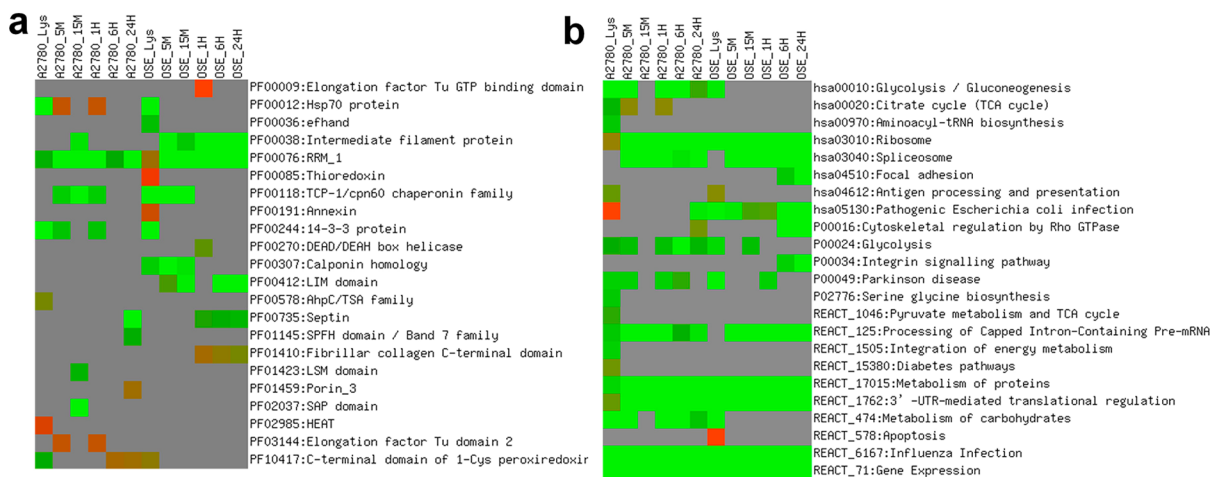 a
A2780_Lys
A2780_5M
A2780_15M
A2780_1H
A2780_6H
A2780_24H
OSE_Lys
OSE_5M
OSE_15M
OSE_1H
OSE_6H
OSE_24H
PF00009:Elongation factor Tu GTP binding domain
PF00012:Hsp70 protein
PF00036:efhand
PF00038:Intermediate filament protein
PF00076:RRM_1
PF00085:Thioredoxin
PF00118:TCP-1/cpn60 chaperonin family
PF00191:Annexin
PF00244:14-3-3 protein
PF00270:DEAD/DEAH box helicase
PF00307:Calponin homology
PF00412:LIM domain
PF00578:AhpC/TSA family
PF00735:Septin
PF01145:SPFH domain / Band 7 family
PF01410:Fibrillar collagen C-terminal domain
PF01423:LSM domain
PF01459:Porin_3
PF02037:SAP domain
PF02985:HEAT
PF03144:Elongation factor Tu domain 2
PF10417:C-terminal domain of 1-Cys peroxiredoxin
b
A2780_Lys
A2780_5M
A2780_15M
A2780_1H
A2780_6H
A2780_24H
OSE_Lys
OSE_5M
OSE_15M
OSE_1H
OSE_6H
OSE_24H
hsa00010:Glycolysis / Gluconeogenesis
hsa00020:Citrate cycle (TCA cycle)
hsa00970:Aminoacyl-tRNA biosynthesis
hsa03010:Ribosome
hsa03040:Spliceosome
hsa04510:Focal adhesion
hsa04612:Antigen processing and presentation
hsa05130:Pathogenic Escherichia coli infection
P00016:Cytoskeletal regulation by Rho GTPase
P00024:Glycolysis
P00034:Integrin signalling pathway
P00049:Parkinson disease
P02776:Serine glycine biosynthesis
REACT_1046:Pyruvate metabolism and TCA cycle
REACT_125:Processing of Capped Intron-Containing Pre-mRNA
REACT_1505:Integration of energy metabolism
REACT_15380:Diabetes pathways
REACT_17015:Metabolism of proteins
REACT_1762:3' -UTR-mediated translational regulation
REACT_474:Metabolism of carbohydrates
REACT_578:Apoptosis
REACT_6167:Influenza Infection
REACT_71:Gene Expression